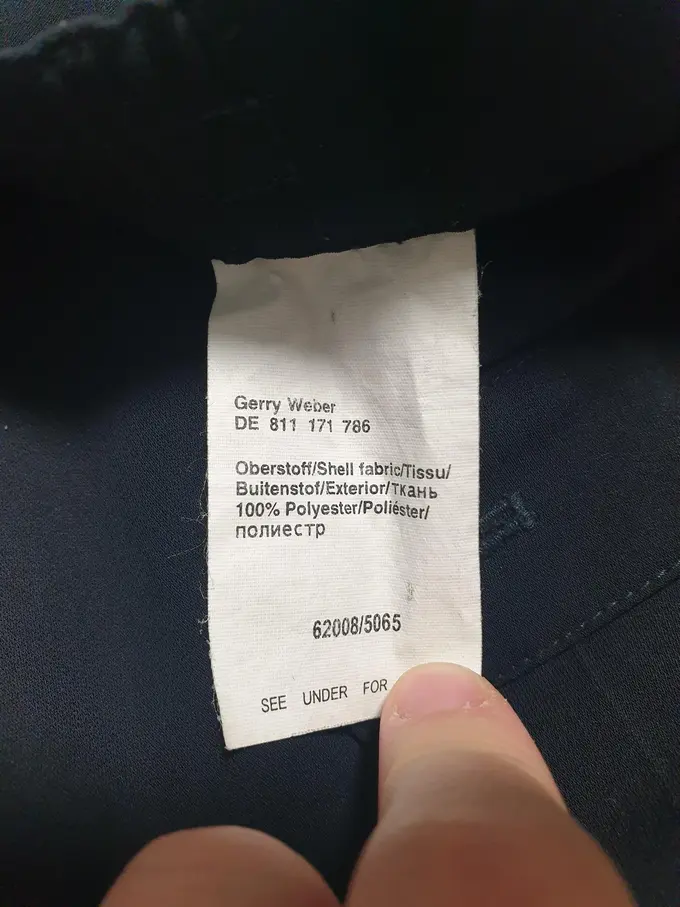 Gerry Weber
DE 811 171 786
Oberstoff/Shell fabric/Tissu/
Buitenstof/Exterior/ткань
100% Polyester/Poliéster/
полиестр
62008/5065
SEE UNDER FOR